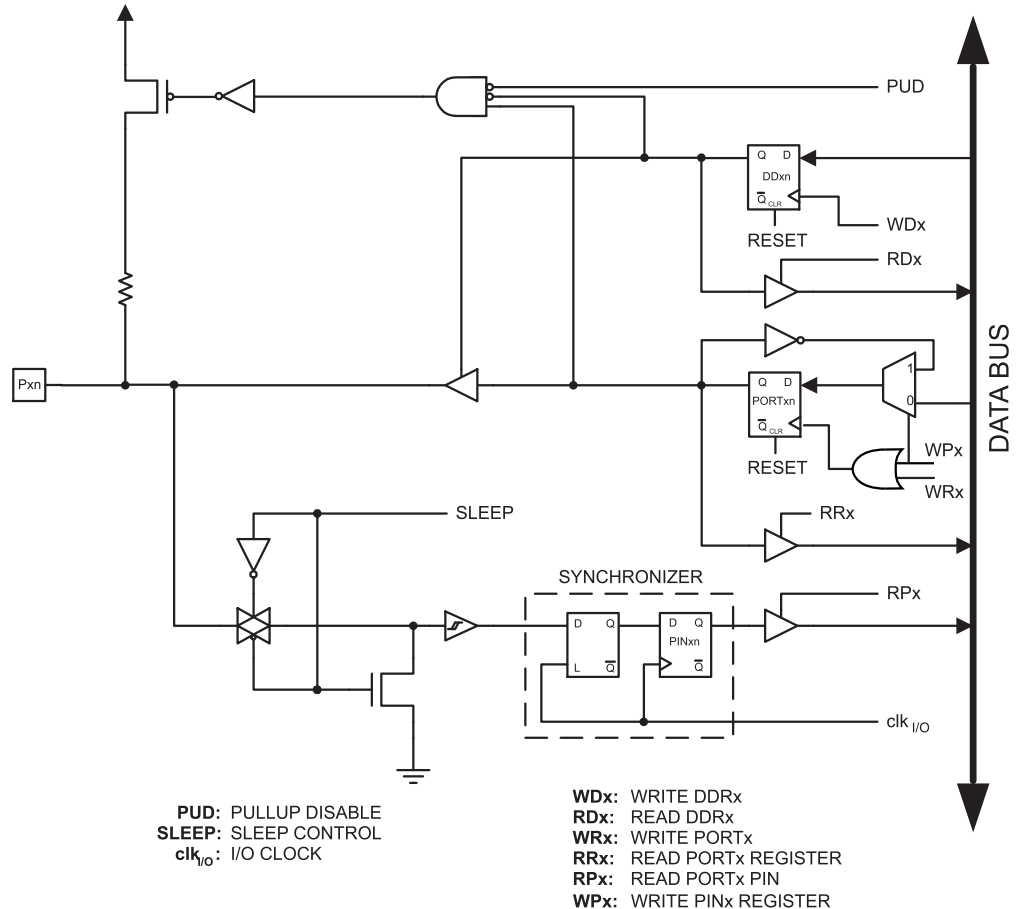 PUD
Q D
DDxn
Q CLR
WDx
RESET
RDx
DATA BUS
1
Pxn
Q D
PORTxn
0
Q CLR
WPx
RESET
WRx
SLEEP
RRx
SYNCHRONIZER
RPx
D Q
D Q
PINxn
L Q
Q
clk I/O
PUD: PULLUP DISABLE
SLEEP: SLEEP CONTROL
clkI/O: I/O CLOCK
WDx: WRITE DDRx
RDx: READ DDRx
WRx: WRITE PORTx
RRx: READ PORTx REGISTER
RPx: READ PORTx PIN
WPx: WRITE PINx REGISTER